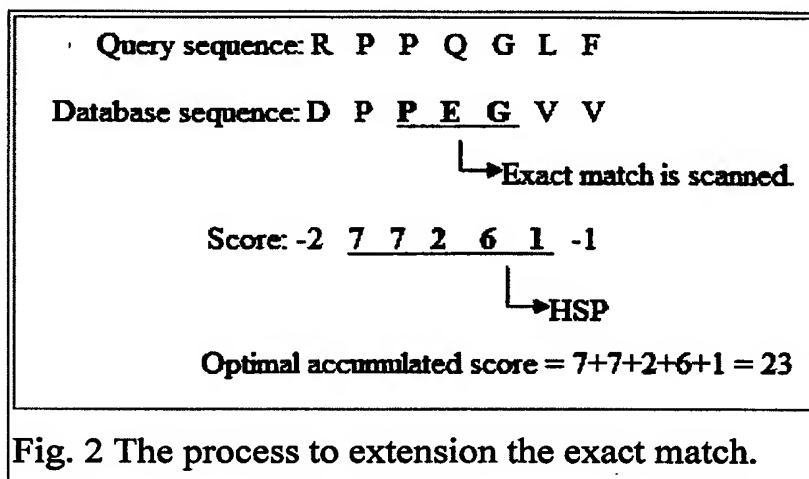 Query sequence: R P P Q G L F
Database sequence: D P P E G V V
Exact match is scanned.
Score: -2 7 7 2 6 1 -1
HSP
Optimal accumulated score = 7+7+2+6+1 = 23
Fig. 2 The process to extension the exact match.